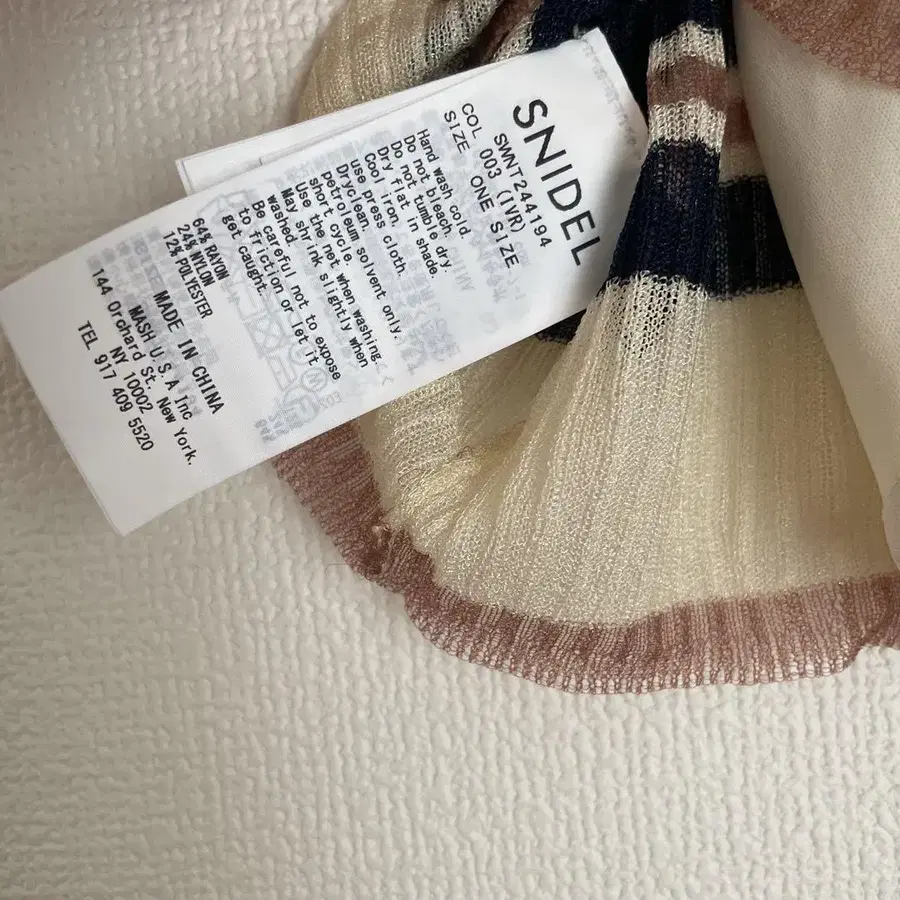 SNIDEL
SWNT244194
COL 003 (IVR)
SIZE ONE SIZE
Hand wash cold.
Do not bleach.
Do not tumble dry.
Dry flat in shade.
Cool iron.
use press cloth.
Dryclean.
petroleum solvent only.
short cycle.
Use the net when washing.
May shrink slightly when
washed.
Be careful not to expose
to friction or let it
get caught.
64% RAYON
24% NYLON
12% POLYESTER
MADE IN CHINA
MASH U.S.A Inc
144 Orchard St. New York,
NY 10002
TEL 917 409 5520